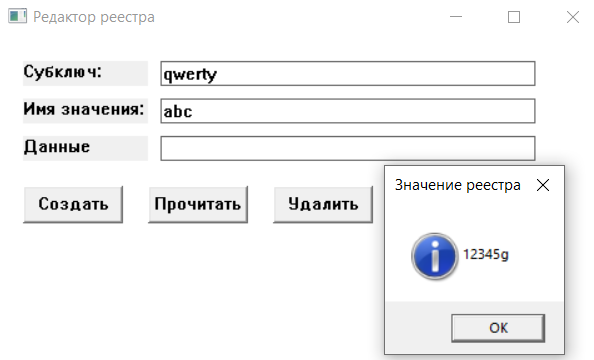 Редактор реестра
Субключ:
qwerty
Имя значения:
abc
Данные
Создать
Прочитать
Удалить
Значение реестра
12345g
OK